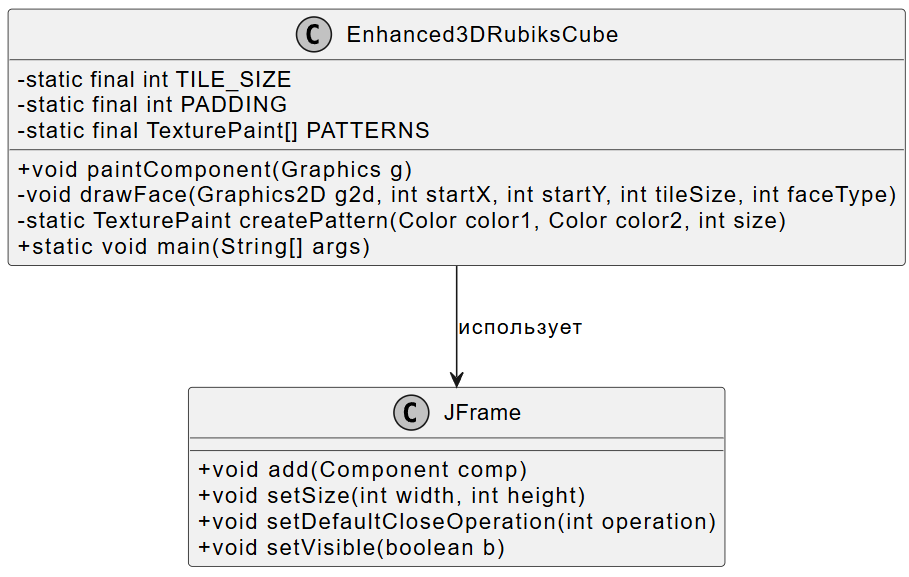 C Enhanced3DRubiksCube
-static final int TILE_SIZE
-static final int PADDING
-static final TexturePaint[] PATTERNS
+void paintComponent(Graphics g)
-void drawFace(Graphics2D g2d, int startX, int startY, int tileSize, int faceType)
-static TexturePaint createPattern(Color color1, Color color2, int size)
+static void main(String[] args)
использует
C JFrame
+void add(Component comp)
+void setSize(int width, int height)
+void setDefaultCloseOperation(int operation)
+void setVisible(boolean b)